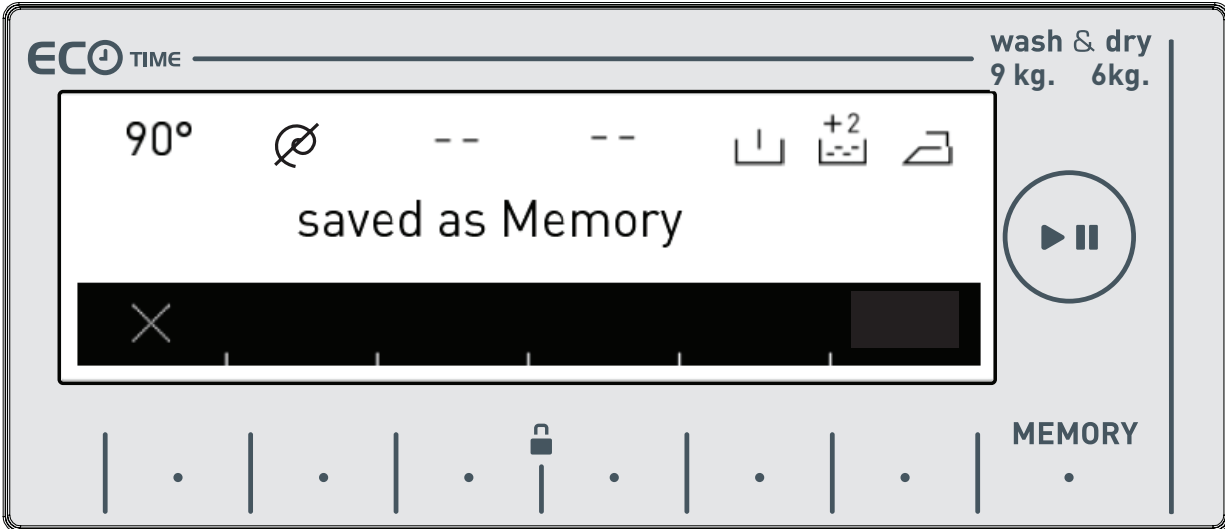 ECO TIME
wash & dry
9 kg. 6kg.
90° -- -- +2
saved as Memory
MEMORY